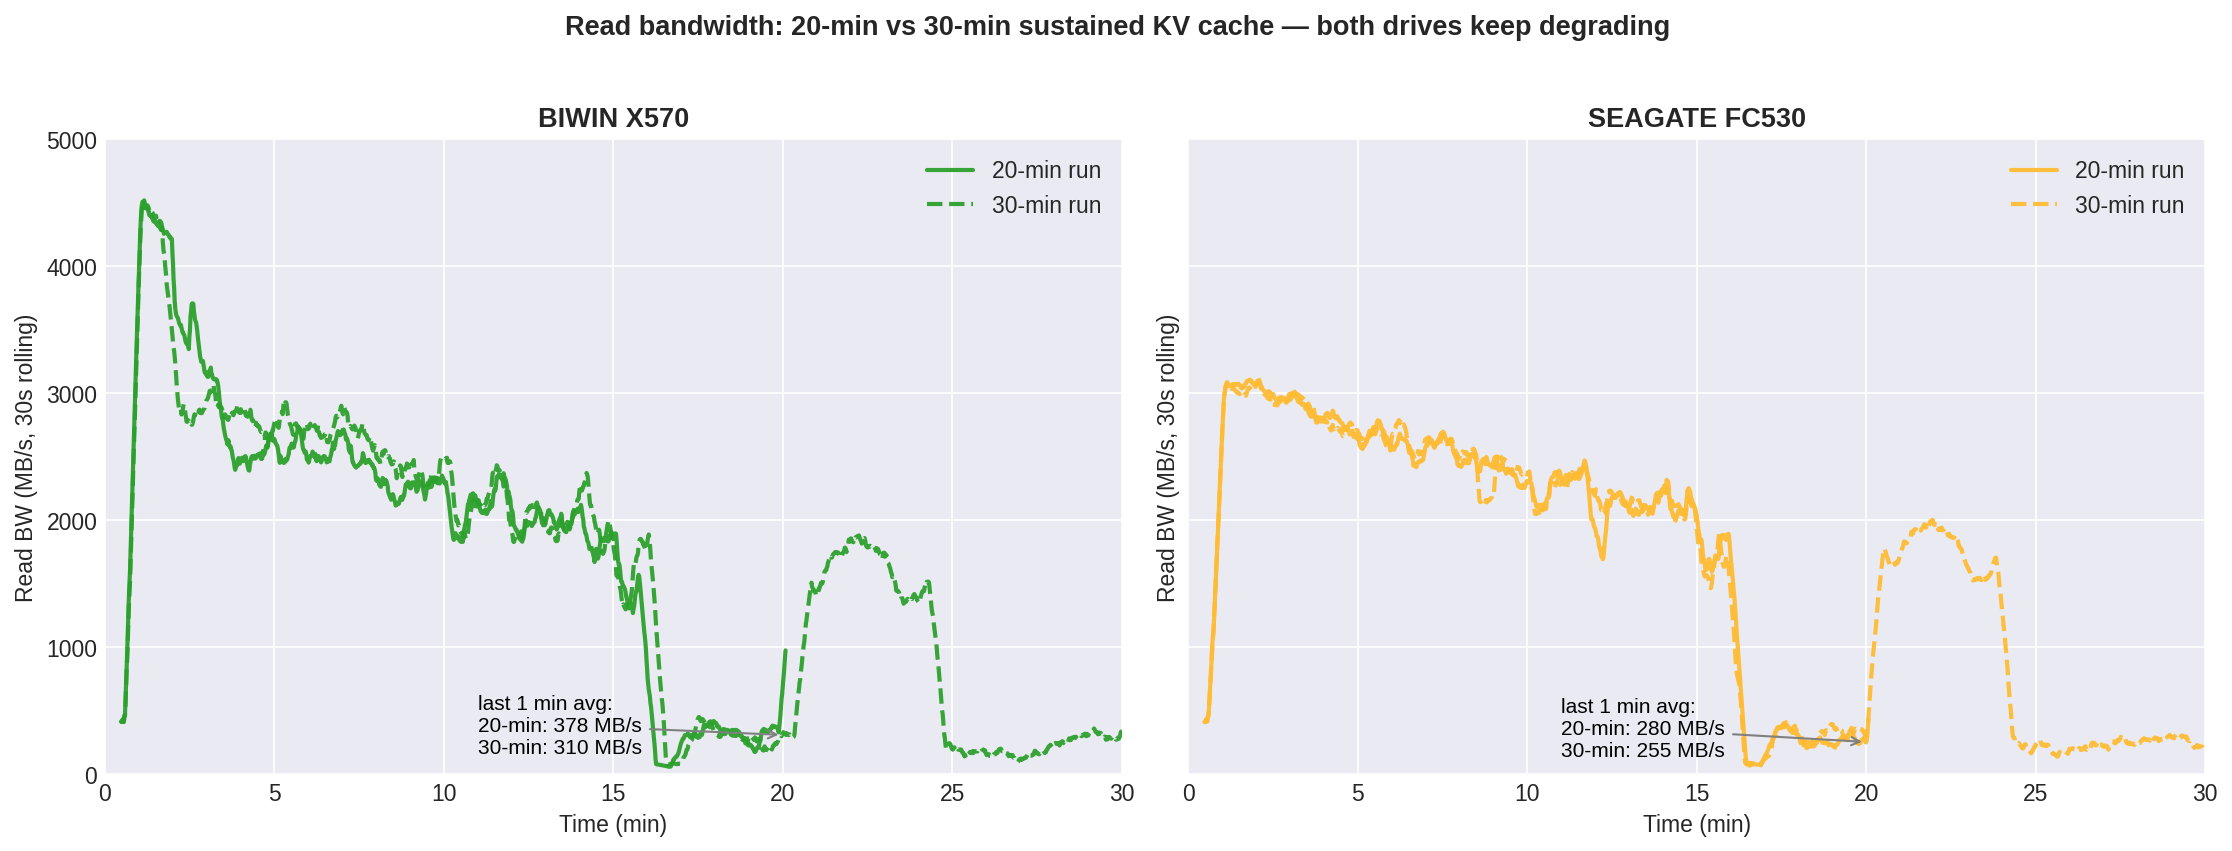 Read bandwidth: 20-min vs 30-min sustained KV cache — both drives keep degrading
BIWIN X570
5000
4000
3000
2000
1000
0
Read BW (MB/s, 30s rolling)
20-min run
30-min run
last 1 min avg:
20-min: 378 MB/s
30-min: 310 MB/s
0 5 10 15 20 25 30
Time (min)
SEAGATE FC530
Read BW (MB/s, 30s rolling)
20-min run
30-min run
last 1 min avg:
20-min: 280 MB/s
30-min: 255 MB/s
0 5 10 15 20 25 30
Time (min)